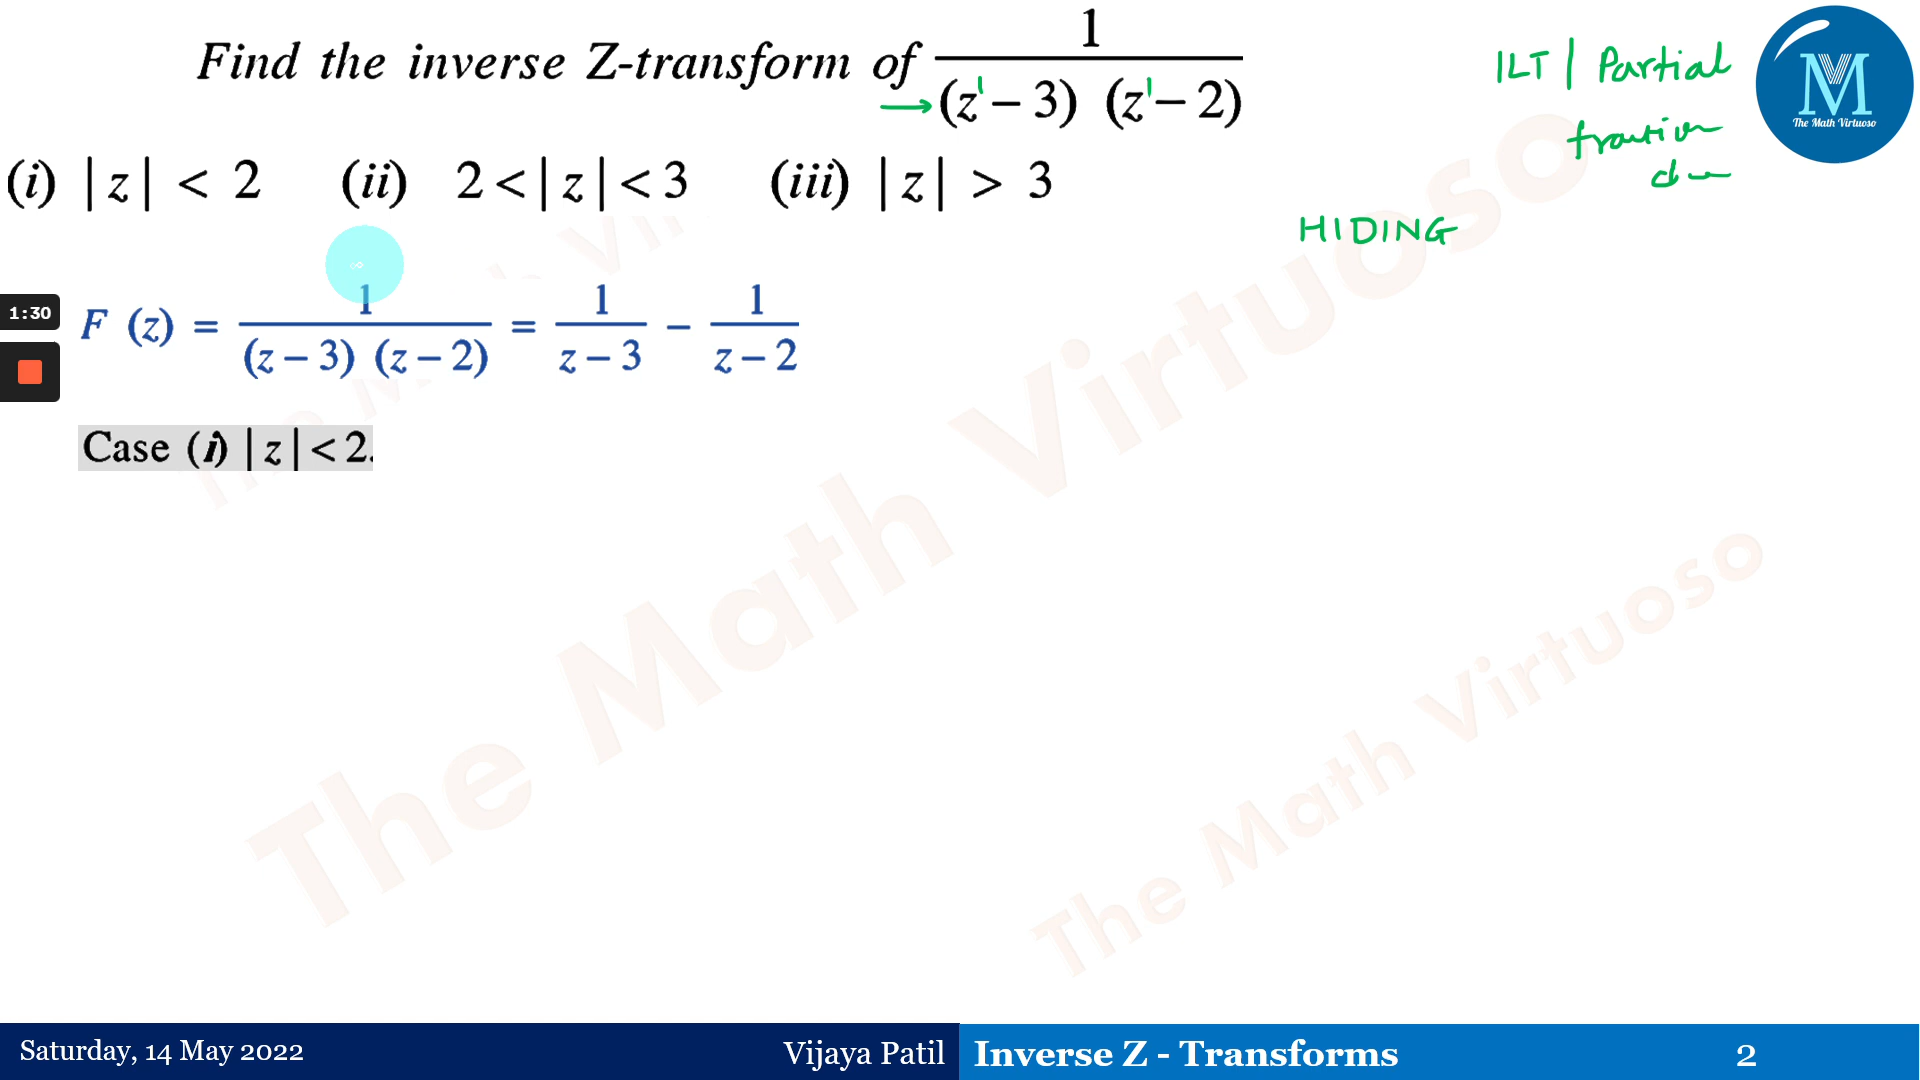 Find the inverse Z-transform of 1 / (z - 3) (z - 2)
ILT | Partial
fraction
M
The Math Virtuoso
(i) | z | < 2 (ii) 2 < | z | < 3 (iii) | z | > 3
HIDING
1:30
F (z) = 1 / (z - 3) (z - 2) = 1 / z - 3 - 1 / z - 2
Case (i) | z | < 2.
The Math Virtuoso
The Math Virtuoso
Saturday, 14 May 2022
Vijaya Patil
Inverse Z - Transforms
2